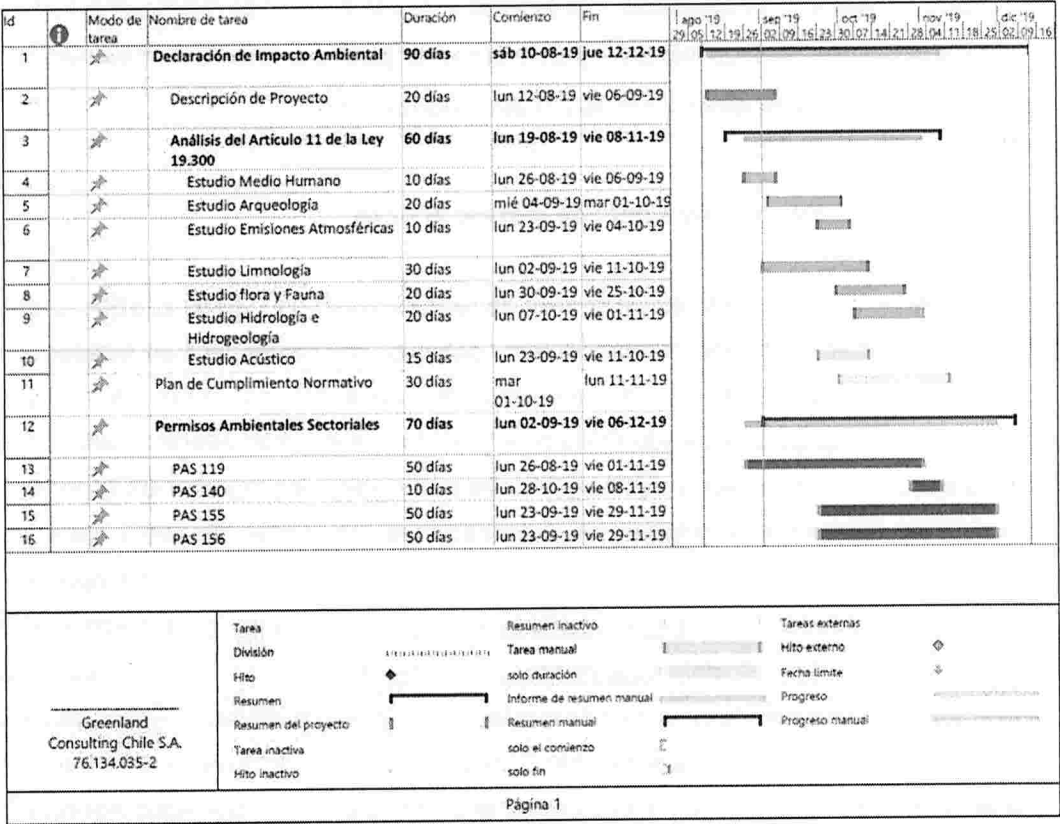 Id Modo de tarea Nombre de tarea Duración Comienzo Fin ago '19 sep '19 oct '19 nov '19 dic '19
29 05 12 19 26 02 09 16 23 30 07 14 21 28 04 11 18 25 02 09 16
1 Declaración de Impacto Ambiental 90 días sáb 10-08-19 jue 12-12-19
2 Descripción de Proyecto 20 días lun 12-08-19 vie 06-09-19
3 Análisis del Artículo 11 de la Ley 19.300 60 días lun 19-08-19 vie 08-11-19
4 Estudio Medio Humano 10 días lun 26-08-19 vie 06-09-19
5 Estudio Arqueología 20 días mié 04-09-19 mar 01-10-19
6 Estudio Emisiones Atmosféricas 10 días lun 23-09-19 vie 04-10-19
7 Estudio Limnología 30 días lun 02-09-19 vie 11-10-19
8 Estudio flora y Fauna 20 días lun 30-09-19 vie 25-10-19
9 Estudio Hidrología e Hidrogeología 20 días lun 07-10-19 vie 01-11-19
10 Estudio Acústico 15 días lun 23-09-19 vie 11-10-19
11 Plan de Cumplimiento Normativo 30 días mar 01-10-19 lun 11-11-19
12 Permisos Ambientales Sectoriales 70 días lun 02-09-19 vie 06-12-19
13 PAS 119 50 días lun 26-08-19 vie 01-11-19
14 PAS 140 10 días lun 28-10-19 vie 08-11-19
15 PAS 155 50 días lun 23-09-19 vie 29-11-19
16 PAS 156 50 días lun 23-09-19 vie 29-11-19
Greenland
Consulting Chile S.A.
76.134.035-2
Tarea
División
Hito
Resumen
Resumen del proyecto
Tarea inactiva
Hito inactivo
Resumen inactivo
Tarea manual
solo duración
Informe de resumen manual
Resumen manual
solo el comienzo
solo fin
Tareas externas
Hito externo
Fecha límite
Progreso
Progreso manual
Página 1